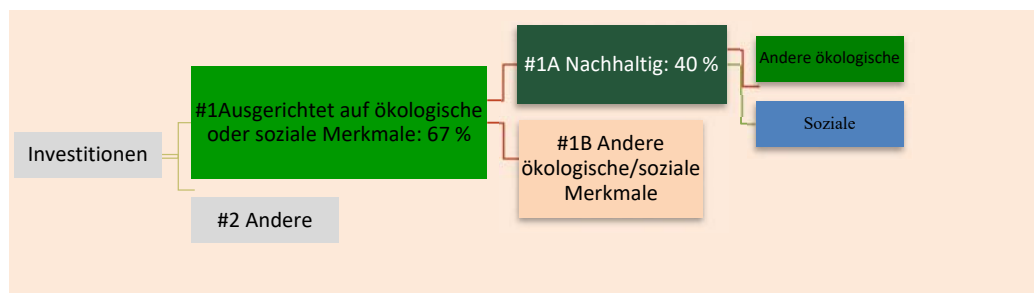 Investitionen
#1Ausgerichtet auf ökologische
oder soziale Merkmale: 67 %
#2 Andere
#1A Nachhaltig: 40 %
#1B Andere
ökologische/soziale
Merkmale
Andere ökologische
Soziale